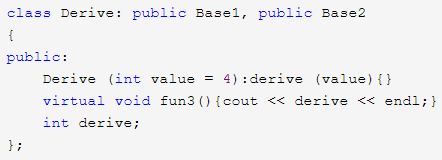 class Derive: public Base1, public Base2
{
public:
    Derive (int value = 4):derive (value){}
    virtual void fun3(){cout << derive << endl;}
    int derive;
};